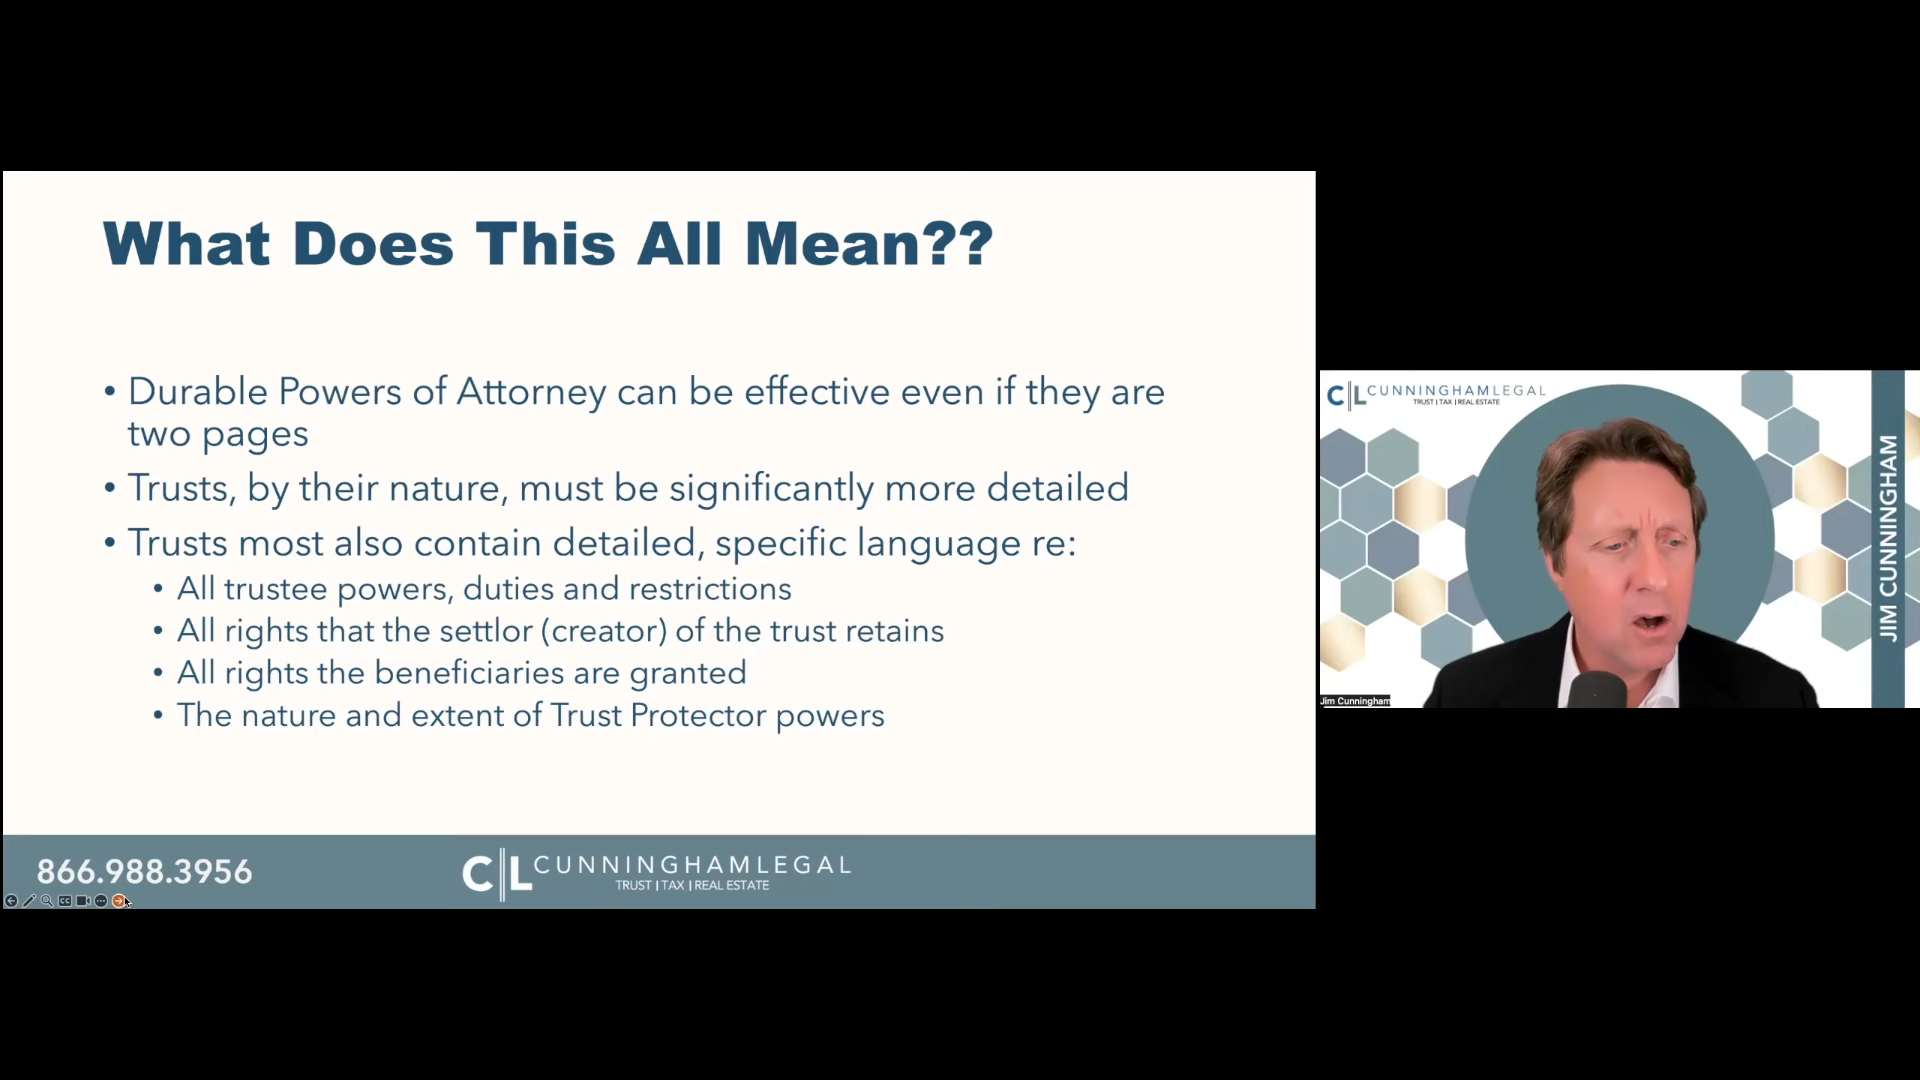 What Does This All Mean??
• Durable Powers of Attorney can be effective even if they are
two pages
• Trusts, by their nature, must be significantly more detailed
• Trusts most also contain detailed, specific language re:
• All trustee powers, duties and restrictions
• All rights that the settlor (creator) of the trust retains
• All rights the beneficiaries are granted
• The nature and extent of Trust Protector powers
866.988.3956
CL CUNNINGHAMLEGAL
TRUST | TAX | REAL ESTATE
CC
CL CUNNINGHAMLEGAL
TRUST | TAX | REAL ESTATE
JIM CUNNINGHAM
Jim Cunningham